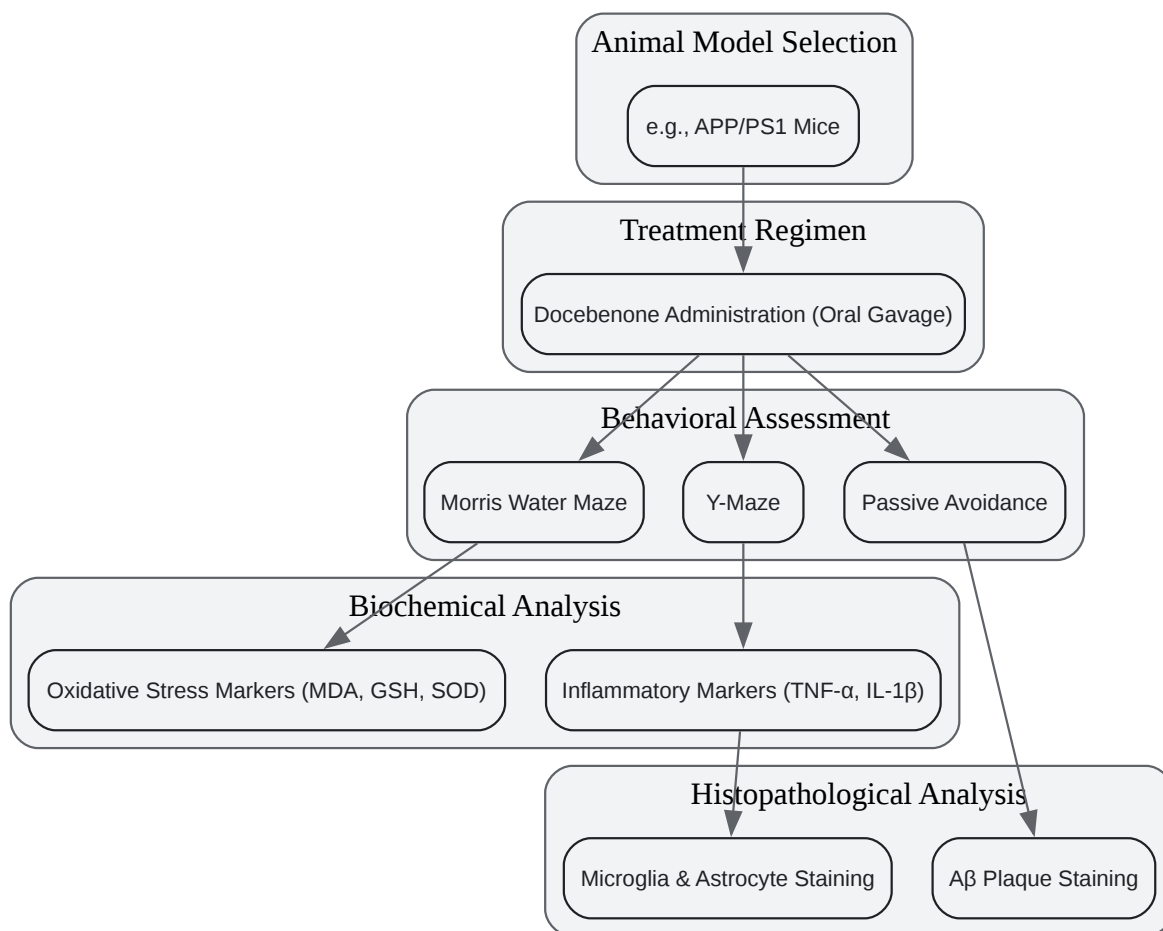 Animal Model Selection
e.g., APP/PS1 Mice
Treatment Regimen
Docebenone Administration (Oral Gavage)
Behavioral Assessment
Morris Water Maze
Y-Maze
Passive Avoidance
Biochemical Analysis
Oxidative Stress Markers (MDA, GSH, SOD)
Inflammatory Markers (TNF-α, IL-1β)
Histopathological Analysis
Microglia & Astrocyte Staining
Aβ Plaque Staining